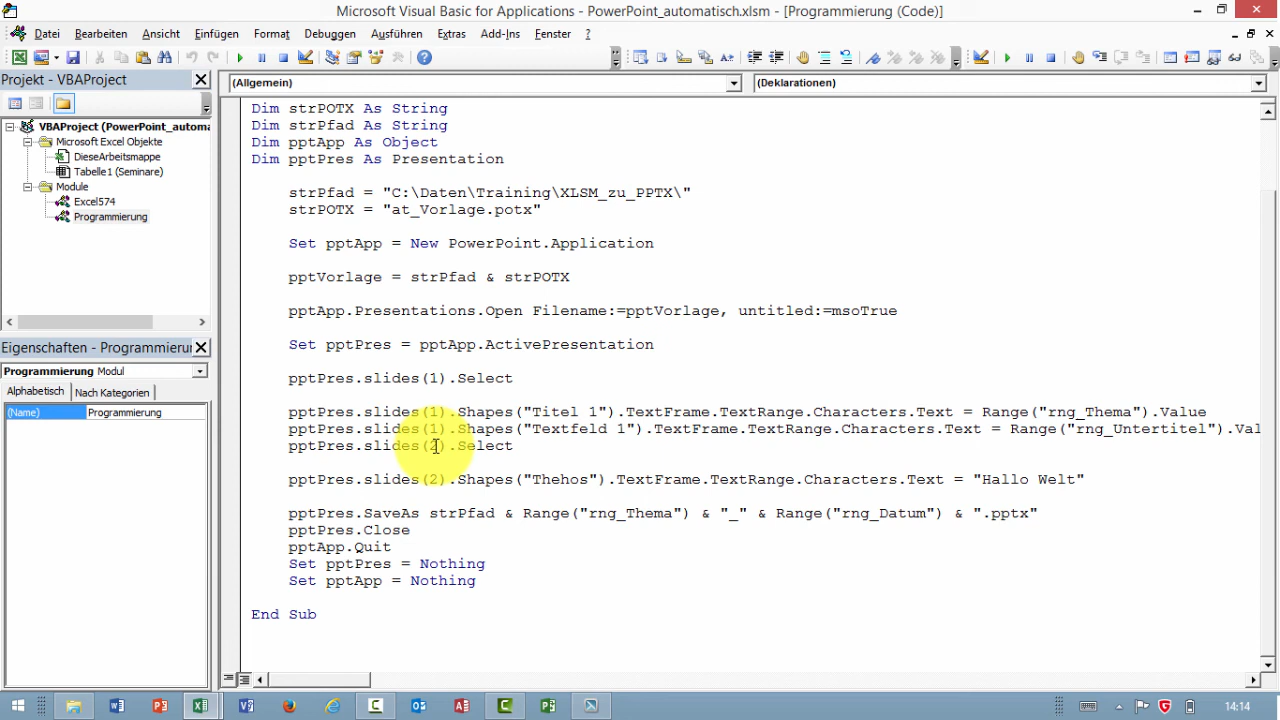 Microsoft Visual Basic for Applications - PowerPoint_automatisch.xlsm - [Programmierung (Code)]
Datei Bearbeiten Ansicht Einfügen Format Debuggen Ausführen Extras Add-Ins Fenster ?
Projekt - VBAProject
(Allgemein)
(Deklarationen)
VBAProject (PowerPoint_automa
Microsoft Excel Objekte
DieseArbeitsmappe
Tabelle1 (Seminare)
Module
Excel574
Programmierung
Eigenschaften - Programmierur
Programmierung Modul
Alphabetisch Nach Kategorien
(Name) Programmierung
Dim strPOTX As String
Dim strPfad As String
Dim pptApp As Object
Dim pptPres As Presentation
strPfad = "C:\Daten\Training\XLSM_zu_PPTX\"
strPOTX = "at_Vorlage.potx"
Set pptApp = New PowerPoint.Application
pptVorlage = strPfad & strPOTX
pptApp.Presentations.Open Filename:=pptVorlage, untitled:=msoTrue
Set pptPres = pptApp.ActivePresentation
pptPres.slides(1).Select
pptPres.slides(1).Shapes("Titel 1").TextFrame.TextRange.Characters.Text = Range("rng_Thema").Value
pptPres.slides(1).Shapes("Textfeld 1").TextFrame.TextRange.Characters.Text = Range("rng_Untertitel").Val
pptPres.slides(2).Select
pptPres.slides(2).Shapes("Thehos").TextFrame.TextRange.Characters.Text = "Hallo Welt"
pptPres.SaveAs strPfad & Range("rng_Thema") & "_" & Range("rng_Datum") & ".pptx"
pptPres.Close
pptApp.Quit
Set pptPres = Nothing
Set pptApp = Nothing
End Sub
14:14